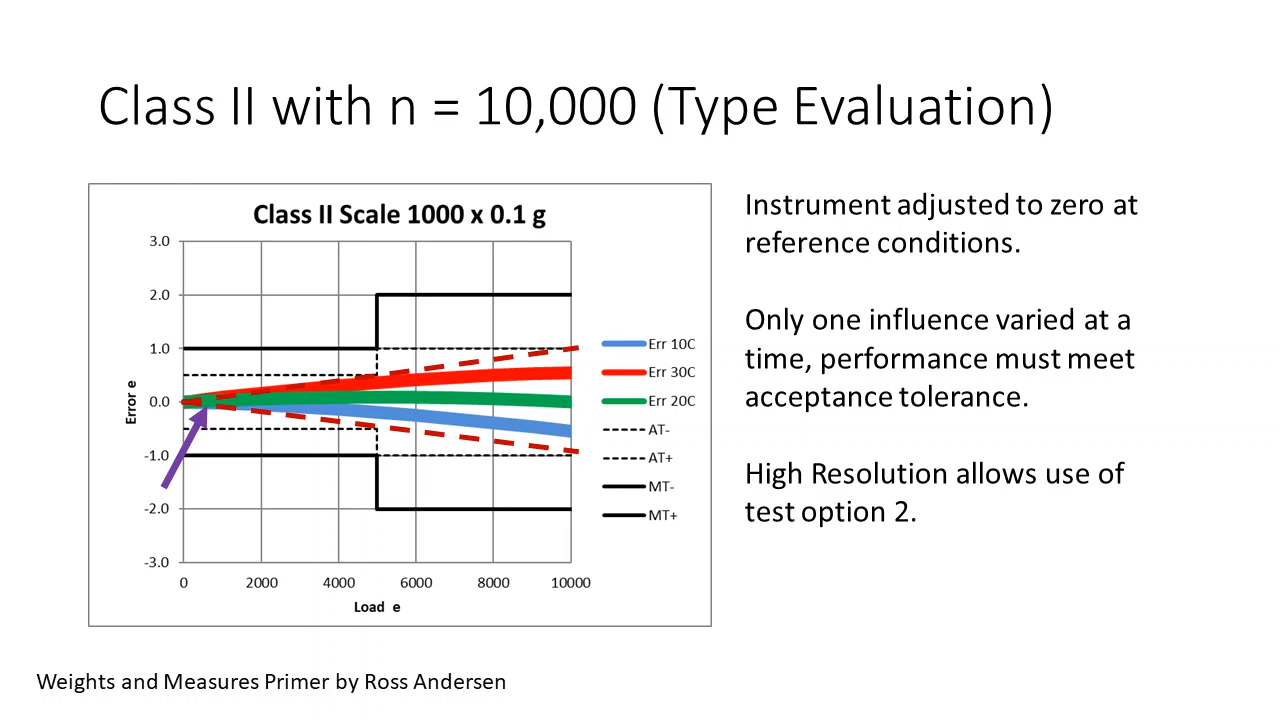 Class II with n = 10,000 (Type Evaluation)
Class II Scale 1000 x 0.1 g
3.0
2.0
1.0
0.0
-1.0
-2.0
-3.0
Error e
0
2000
4000
6000
8000
10000
Load e
Err 10C
Err 30C
Err 20C
AT-
AT+
MT-
MT+
Instrument adjusted to zero at
reference conditions.
Only one influence varied at a
time, performance must meet
acceptance tolerance.
High Resolution allows use of
test option 2.
Weights and Measures Primer by Ross Andersen